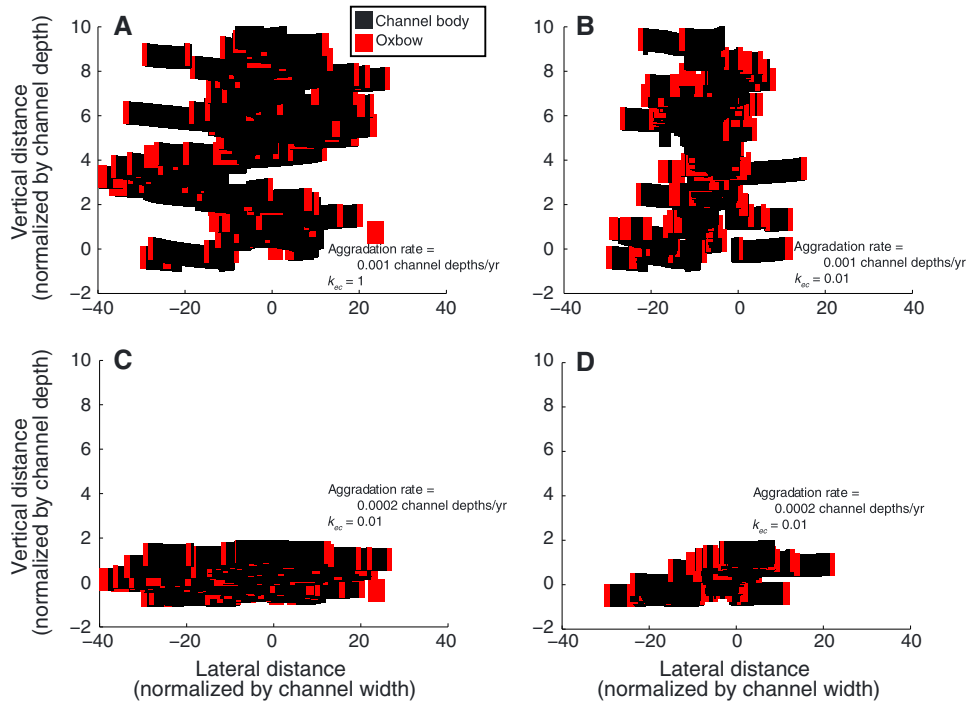 A
Channel body
Oxbow
B
Vertical distance
(normalized by channel depth)
10
8
6
4
2
0
−2
−40
−20
0
20
40
Aggradation rate =
0.001 channel depths/yr
kec = 1
10
8
6
4
2
0
−2
−40
−20
0
20
40
Aggradation rate =
0.001 channel depths/yr
kec = 0.01
C
Vertical distance
(normalized by channel depth)
10
8
6
4
2
0
−2
−40
−20
0
20
40
Aggradation rate =
0.0002 channel depths/yr
kec = 0.01
Lateral distance
(normalized by channel width)
D
10
8
6
4
2
0
−2
−40
−20
0
20
40
Aggradation rate =
0.0002 channel depths/yr
kec = 0.01
Lateral distance
(normalized by channel width)